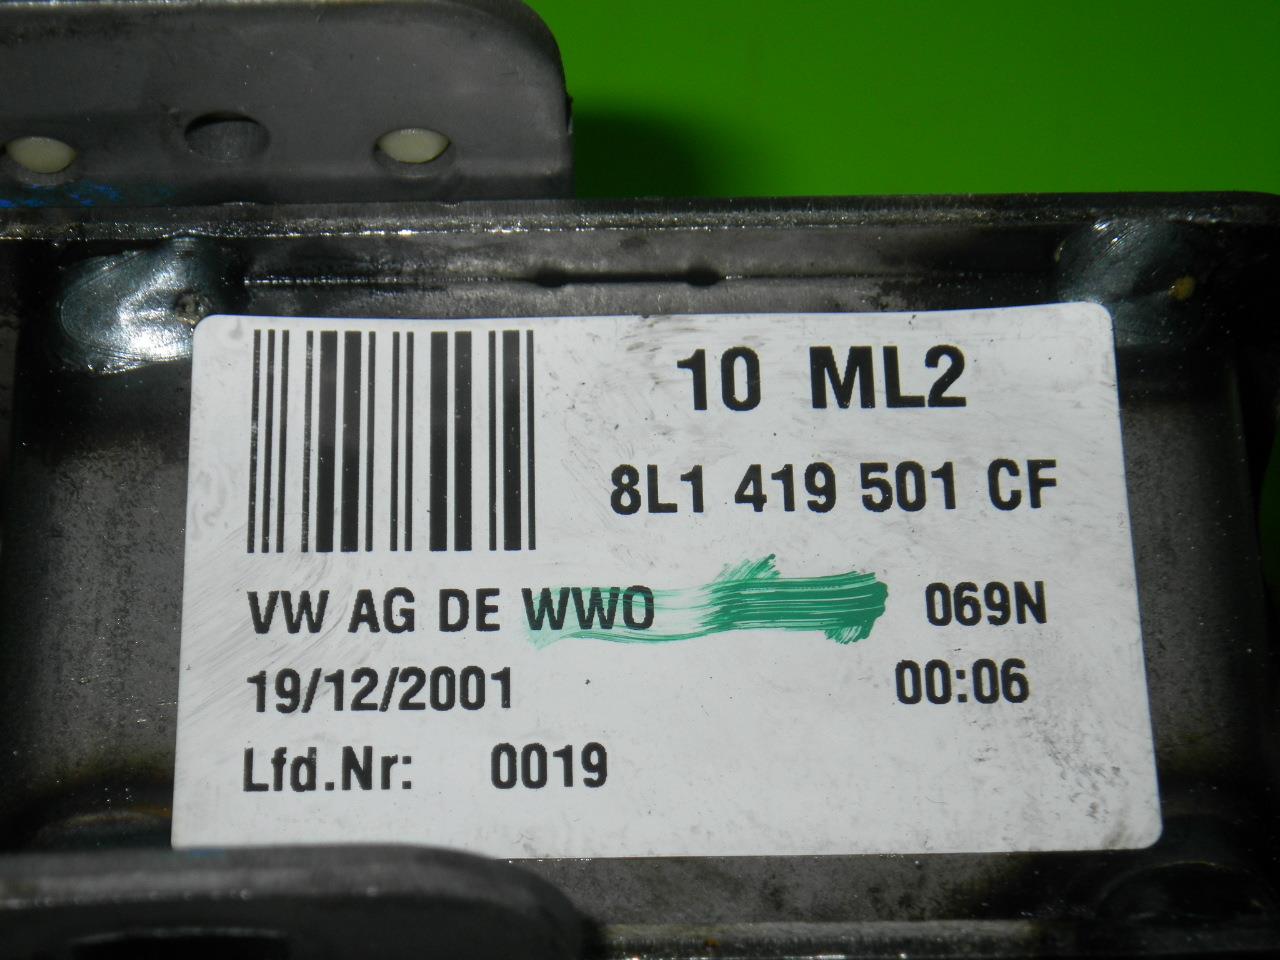 10 ML2
8L1 419 501 CF
VW AG DE WWO 069N
19/12/2001 00:06
Lfd.Nr: 0019